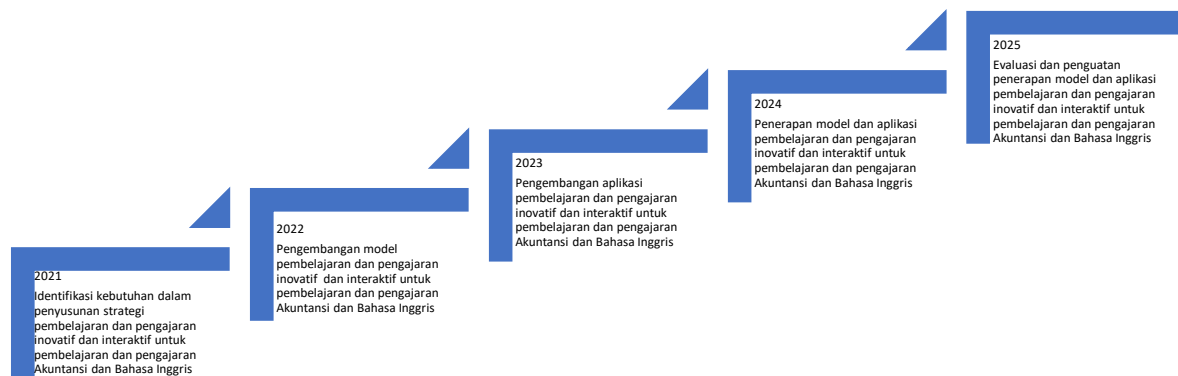 2021
Identifikasi kebutuhan dalam
penyusunan strategi
pembelajaran dan pengajaran
inovatif dan interaktif untuk
pembelajaran dan pengajaran
Akuntansi dan Bahasa Inggris
2022
Pengembangan model
pembelajaran dan pengajaran
inovatif dan interaktif untuk
pembelajaran dan pengajaran
Akuntansi dan Bahasa Inggris
2023
Pengembangan aplikasi
pembelajaran dan pengajaran
inovatif dan interaktif untuk
pembelajaran dan pengajaran
Akuntansi dan Bahasa Inggris
2024
Penerapan model dan aplikasi
pembelajaran dan pengajaran
inovatif dan interaktif untuk
pembelajaran dan pengajaran
Akuntansi dan Bahasa Inggris
2025
Evaluasi dan penguatan
penerapan model dan aplikasi
pembelajaran dan pengajaran
inovatif dan interaktif untuk
pembelajaran dan pengajaran
Akuntansi dan Bahasa Inggris